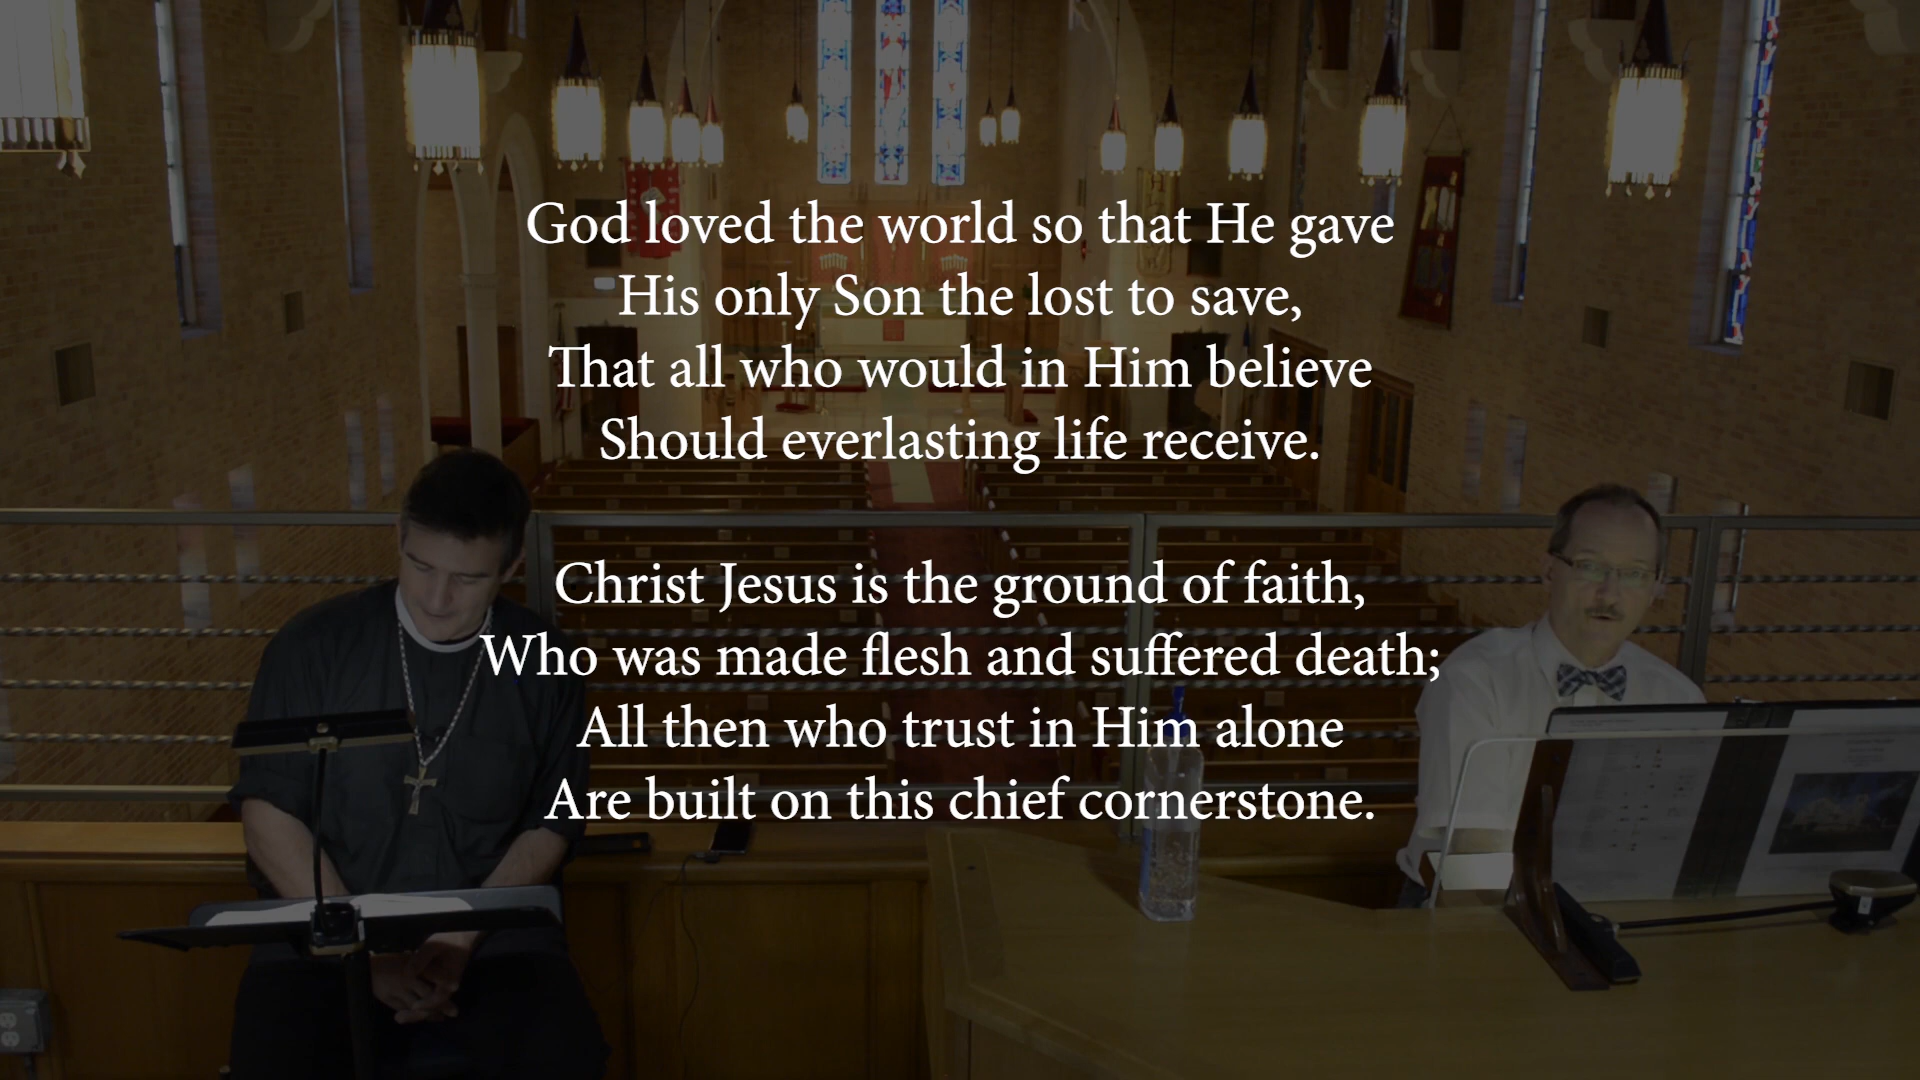 God loved the world so that He gave
His only Son the lost to save,
That all who would in Him believe
Should everlasting life receive.
Christ Jesus is the ground of faith,
Who was made flesh and suffered death;
All then who trust in Him alone
Are built on this chief cornerstone.